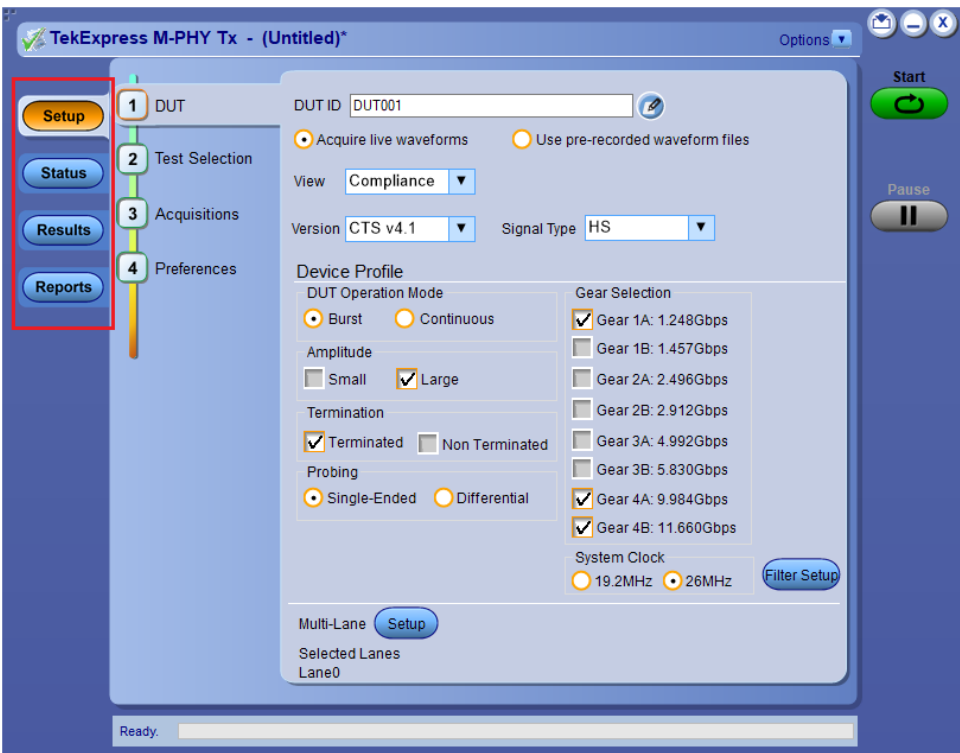 TekExpress M-PHY Tx - (Untitled)*
Options
X
Setup
Status
Results
Reports
1 DUT
2 Test Selection
3 Acquisitions
4 Preferences
DUT ID DUT001
Acquire live waveforms Use pre-recorded waveform files
View Compliance
Version CTS v4.1 Signal Type HS
Device Profile
DUT Operation Mode
Burst Continuous
Amplitude
Small Large
Termination
Terminated Non Terminated
Probing
Single-Ended Differential
Gear Selection
Gear 1A: 1.248Gbps
Gear 1B: 1.457Gbps
Gear 2A: 2.496Gbps
Gear 2B: 2.912Gbps
Gear 3A: 4.992Gbps
Gear 3B: 5.830Gbps
Gear 4A: 9.984Gbps
Gear 4B: 11.660Gbps
System Clock
19.2MHz 26MHz
Filter Setup
Multi-Lane Setup
Selected Lanes
Lane0
Start
Pause
Ready.